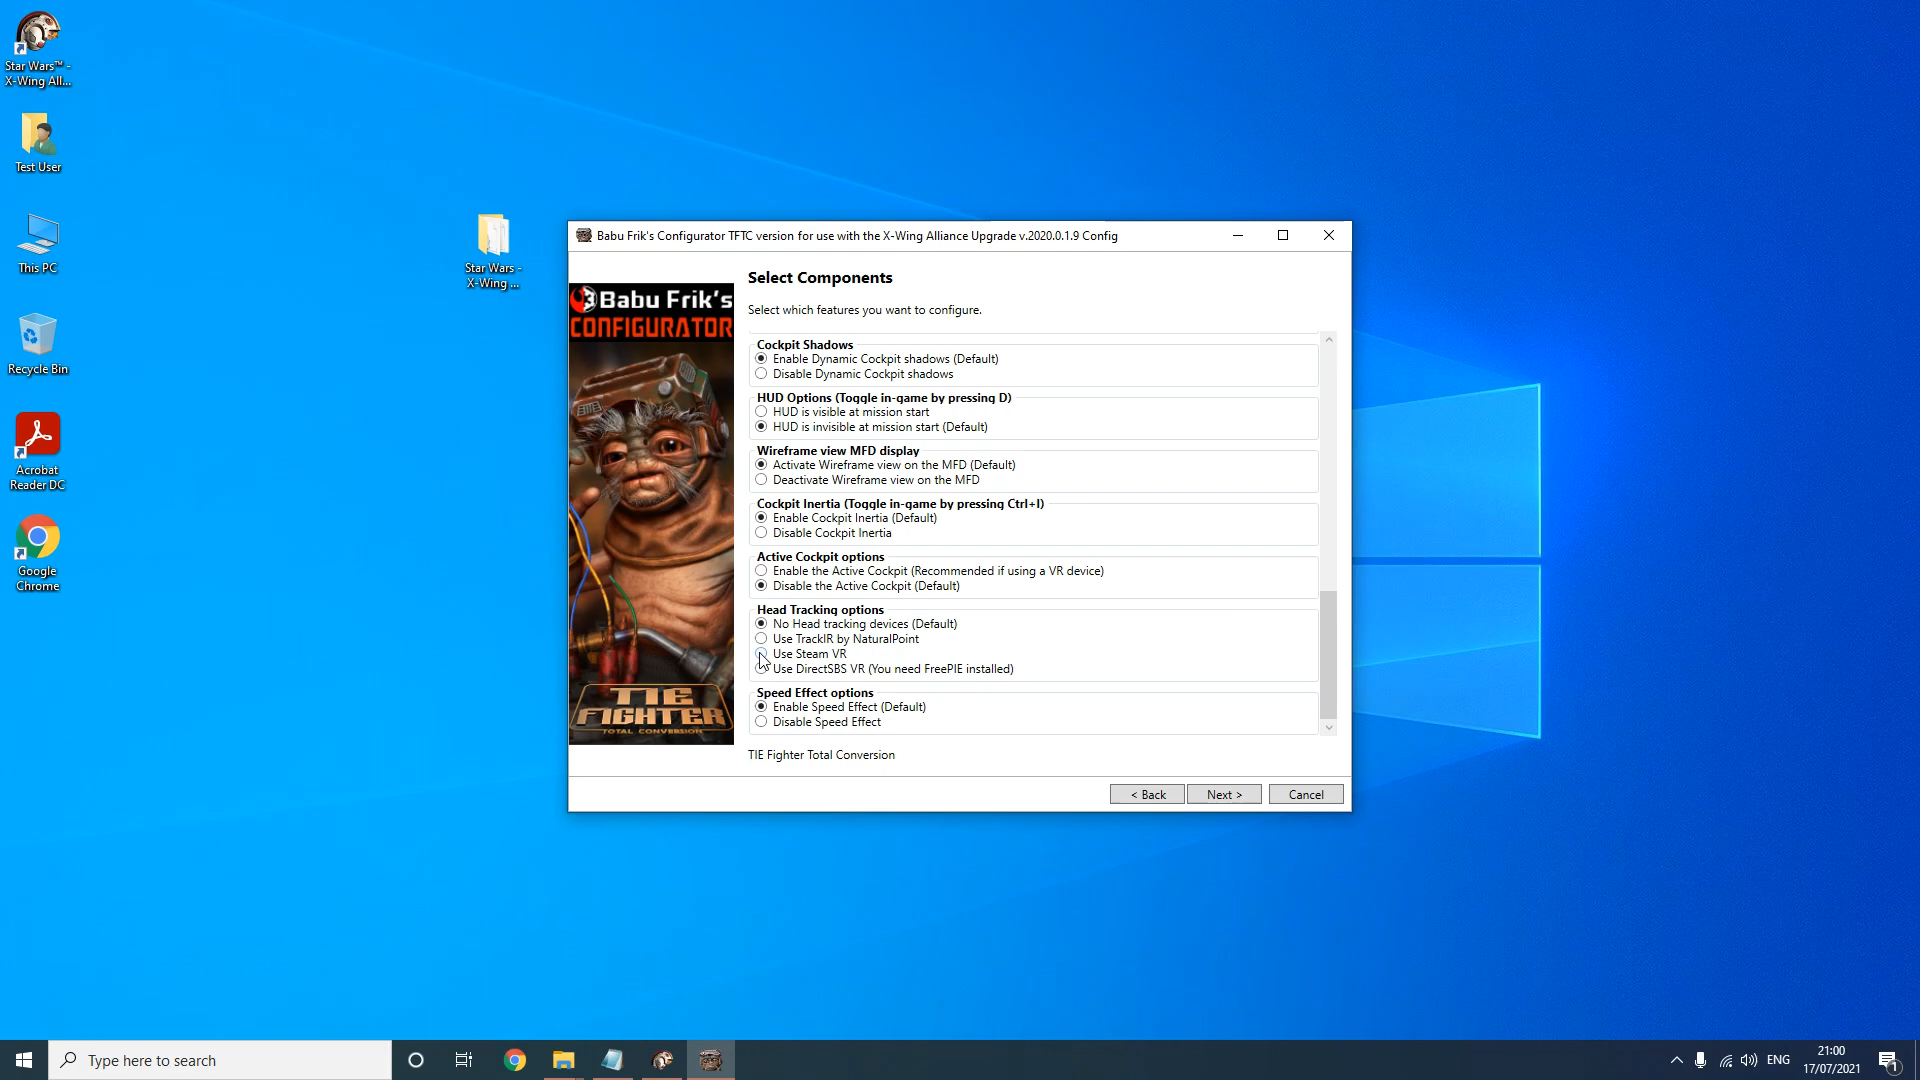 Star Wars™ -
X-Wing All...
Test User
This PC
Recycle Bin
Acrobat
Reader DC
Google
Chrome
Star Wars -
X-Wing ...
Babu Frik's Configurator TFTC version for use with the X-Wing Alliance Upgrade v.2020.0.1.9 Config
Babu Frik's
CONFIGURATOR
TIE
FIGHTER
TOTAL CONVERSION
Select Components
Select which features you want to configure.
Cockpit Shadows
Enable Dynamic Cockpit shadows (Default)
Disable Dynamic Cockpit shadows
HUD Options (Toggle in-game by pressing D)
HUD is visible at mission start
HUD is invisible at mission start (Default)
Wireframe view MFD display
Activate Wireframe view on the MFD (Default)
Deactivate Wireframe view on the MFD
Cockpit Inertia (Toggle in-game by pressing Ctrl+I)
Enable Cockpit Inertia (Default)
Disable Cockpit Inertia
Active Cockpit options
Enable the Active Cockpit (Recommended if using a VR device)
Disable the Active Cockpit (Default)
Head Tracking options
No Head tracking devices (Default)
Use TrackIR by NaturalPoint
Use Steam VR
Use DirectSBS VR (You need FreePIE installed)
Speed Effect options
Enable Speed Effect (Default)
Disable Speed Effect
TIE Fighter Total Conversion
< Back
Next >
Cancel
Type here to search
ENG
21:00
17/07/2021
1